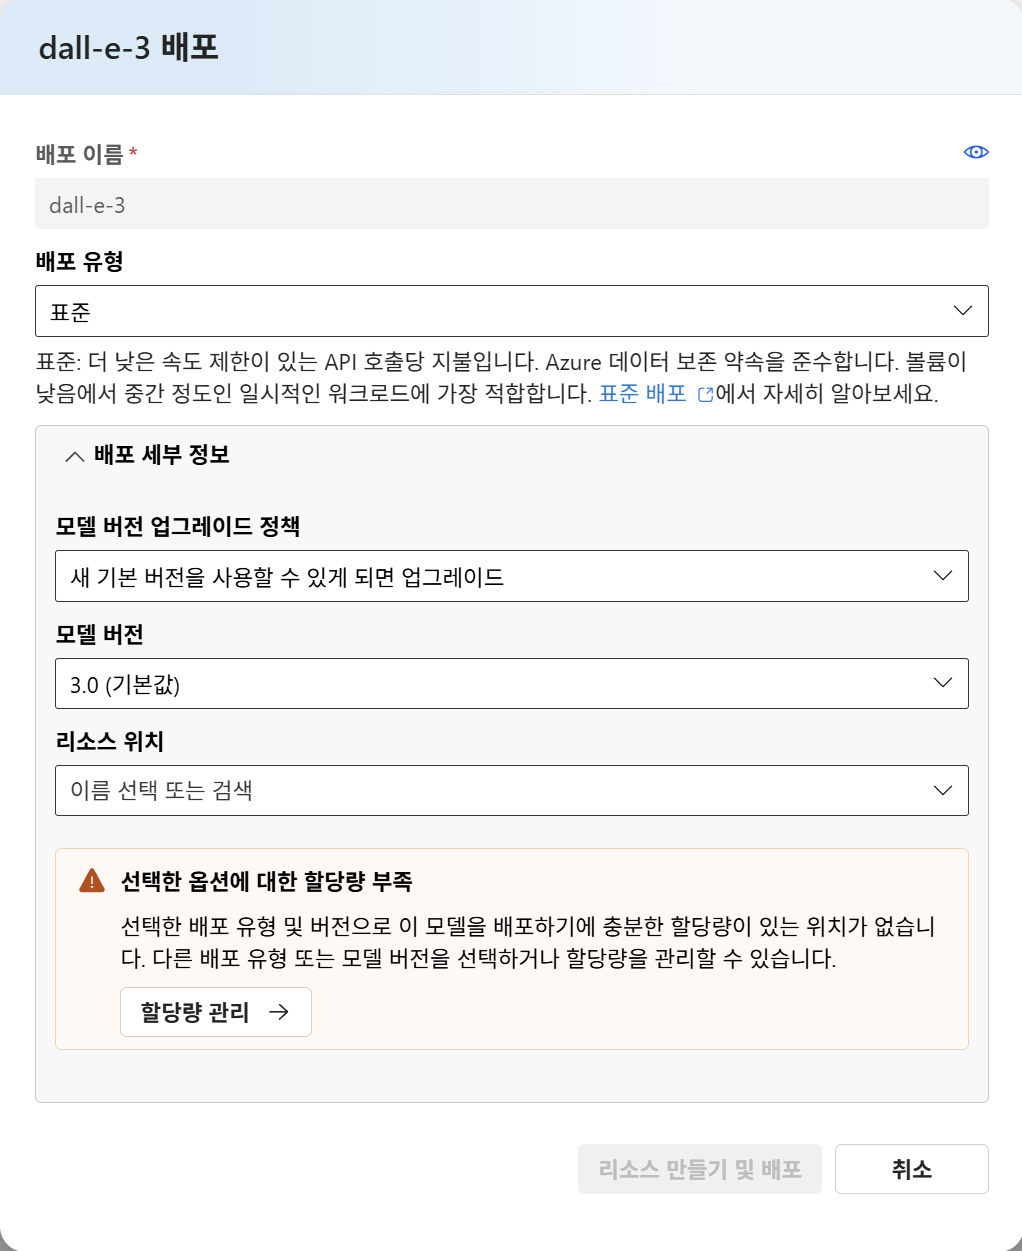 dall-e-3 배포
배포 이름 *
dall-e-3
배포 유형
표준
표준: 더 낮은 속도 제한이 있는 API 호출당 지불입니다. Azure 데이터 보존 약속을 준수합니다. 볼륨이
낮음에서 중간 정도인 일시적인 워크로드에 가장 적합합니다. 표준 배포 에서 자세히 알아보세요.
배포 세부 정보
모델 버전 업그레이드 정책
새 기본 버전을 사용할 수 있게 되면 업그레이드
모델 버전
3.0 (기본값)
리소스 위치
이름 선택 또는 검색
선택한 옵션에 대한 할당량 부족
선택한 배포 유형 및 버전으로 이 모델을 배포하기에 충분한 할당량이 있는 위치가 없습니
다. 다른 배포 유형 또는 모델 버전을 선택하거나 할당량을 관리할 수 있습니다.
할당량 관리
리소스 만들기 및 배포
취소